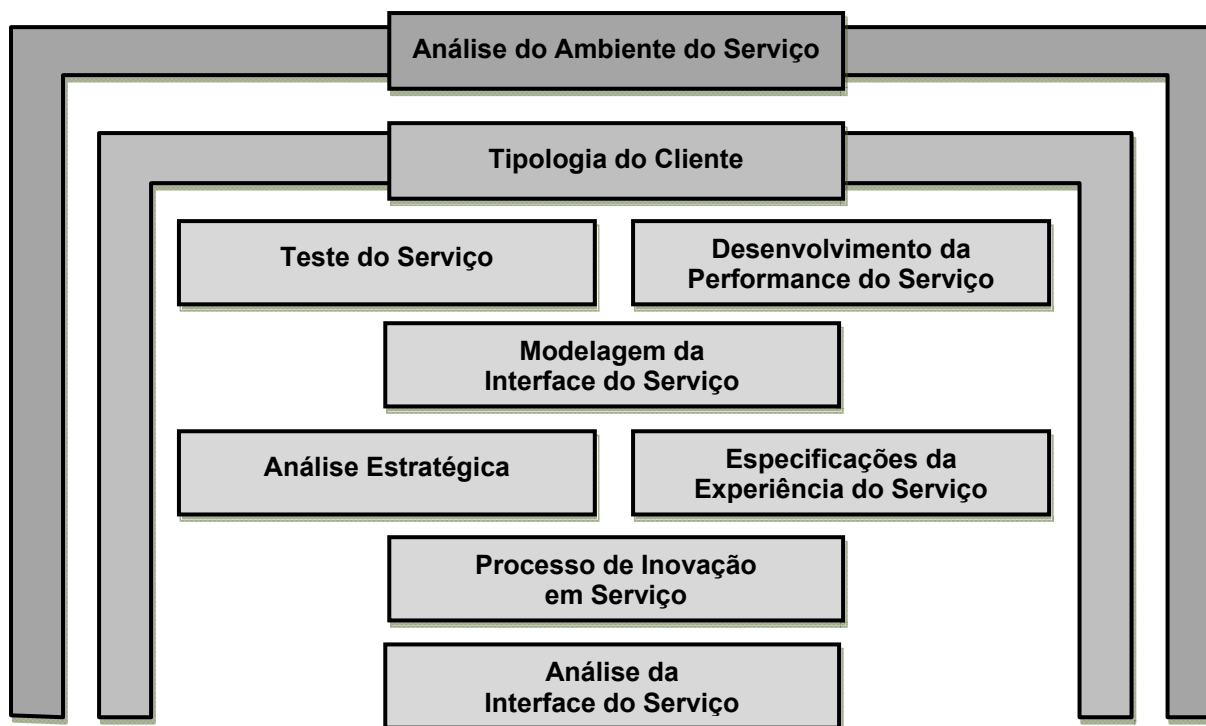 Análise do Ambiente do Serviço
Tipologia do Cliente
Teste do Serviço
Desenvolvimento da
Performance do Serviço
Modelagem da
Interface do Serviço
Análise Estratégica
Especificações da
Experiência do Serviço
Processo de Inovação
em Serviço
Análise da
Interface do Serviço